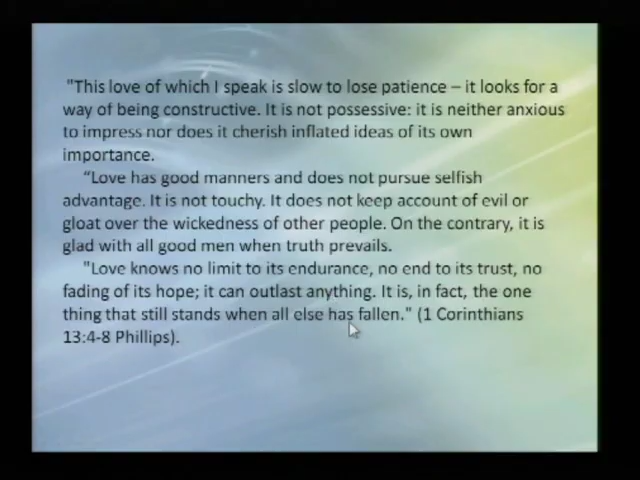 "This love of which I speak is slow to lose patience – it looks for a
way of being constructive. It is not possessive: it is neither anxious
to impress nor does it cherish inflated ideas of its own
importance.
“Love has good manners and does not pursue selfish
advantage. It is not touchy. It does not keep account of evil or
gloat over the wickedness of other people. On the contrary, it is
glad with all good men when truth prevails.
"Love knows no limit to its endurance, no end to its trust, no
fading of its hope; it can outlast anything. It is, in fact, the one
thing that still stands when all else has fallen." (1 Corinthians
13:4-8 Phillips).